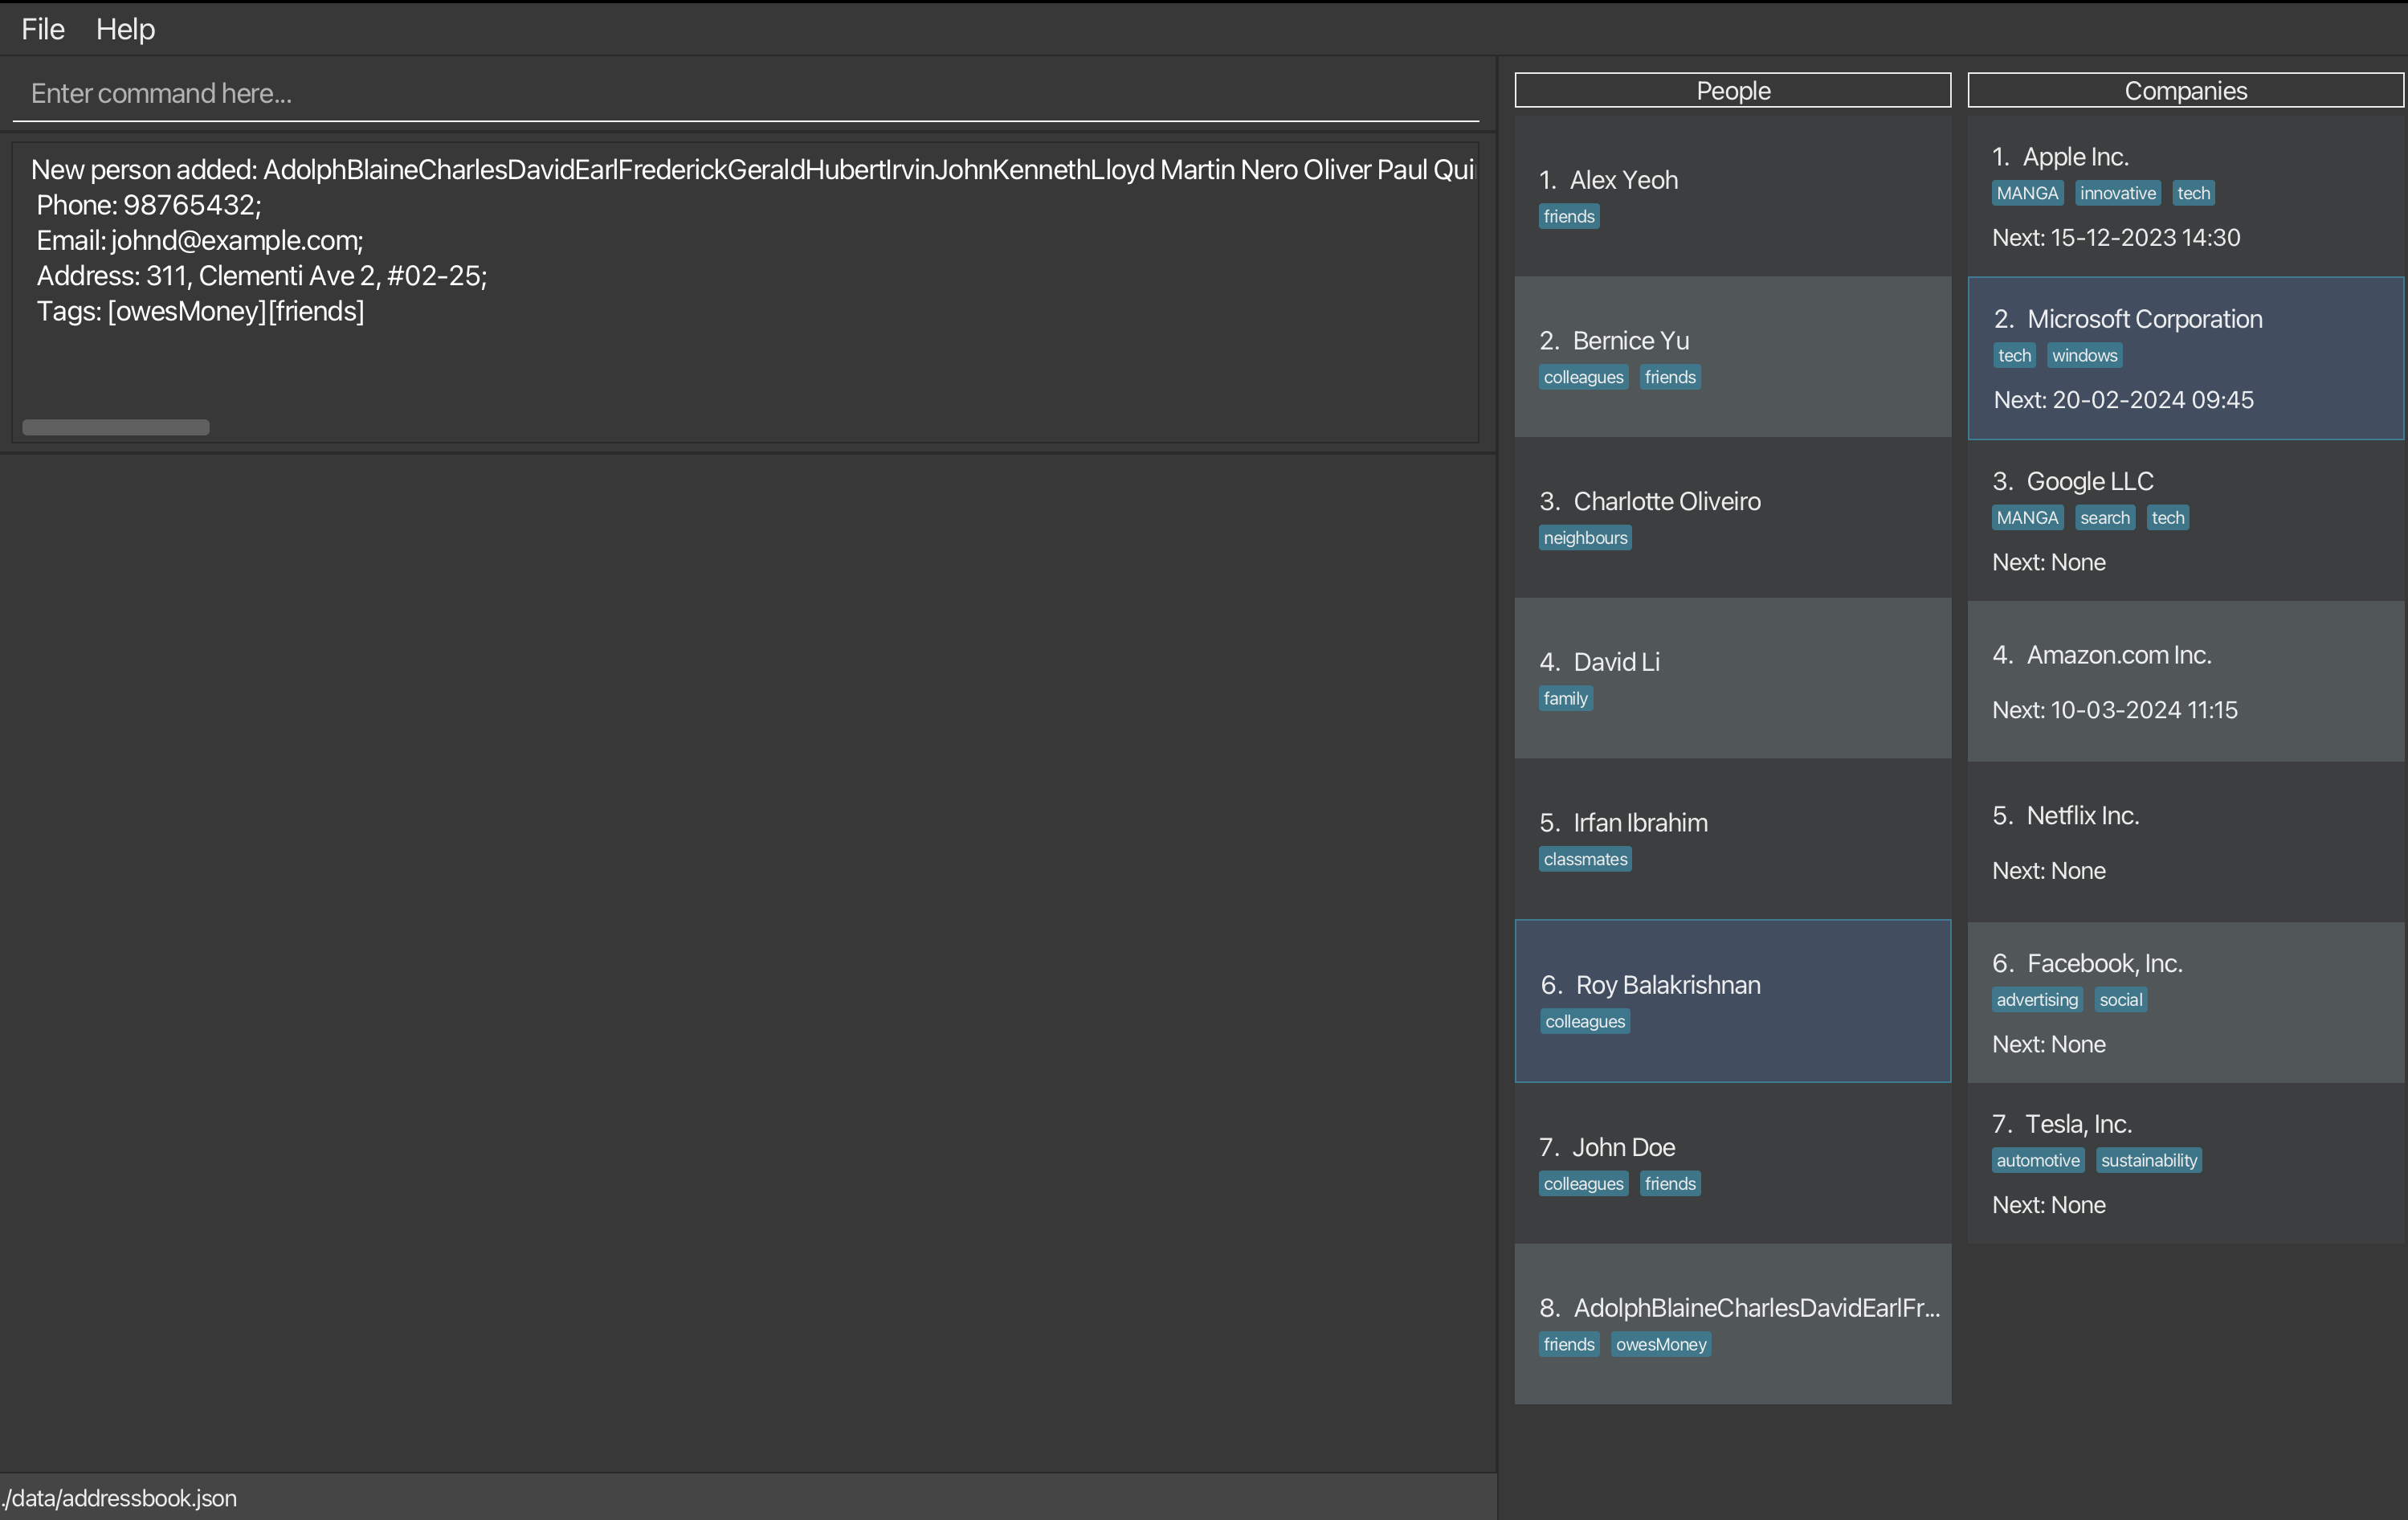 File Help
Enter command here...
New person added: AdolphBlaineCharlesDavidEarlFrederickGeraldHubertIrvinJohnKennethLloyd Martin Nero Oliver Paul Qui
Phone: 98765432;
Email: johnd@example.com;
Address: 311, Clementi Ave 2, #02-25;
Tags: [owesMoney][friends]
./data/addressbook.json
People
1. Alex Yeoh
friends
2. Bernice Yu
colleagues friends
3. Charlotte Oliveiro
neighbours
4. David Li
family
5. Irfan Ibrahim
classmates
6. Roy Balakrishnan
colleagues
7. John Doe
colleagues friends
8. AdolphBlaineCharlesDavidEarlFr...
friends owesMoney
Companies
1. Apple Inc.
MANGA innovative tech
Next: 15-12-2023 14:30
2. Microsoft Corporation
tech windows
Next: 20-02-2024 09:45
3. Google LLC
MANGA search tech
Next: None
4. Amazon.com Inc.
Next: 10-03-2024 11:15
5. Netflix Inc.
Next: None
6. Facebook, Inc.
advertising social
Next: None
7. Tesla, Inc.
automotive sustainability
Next: None